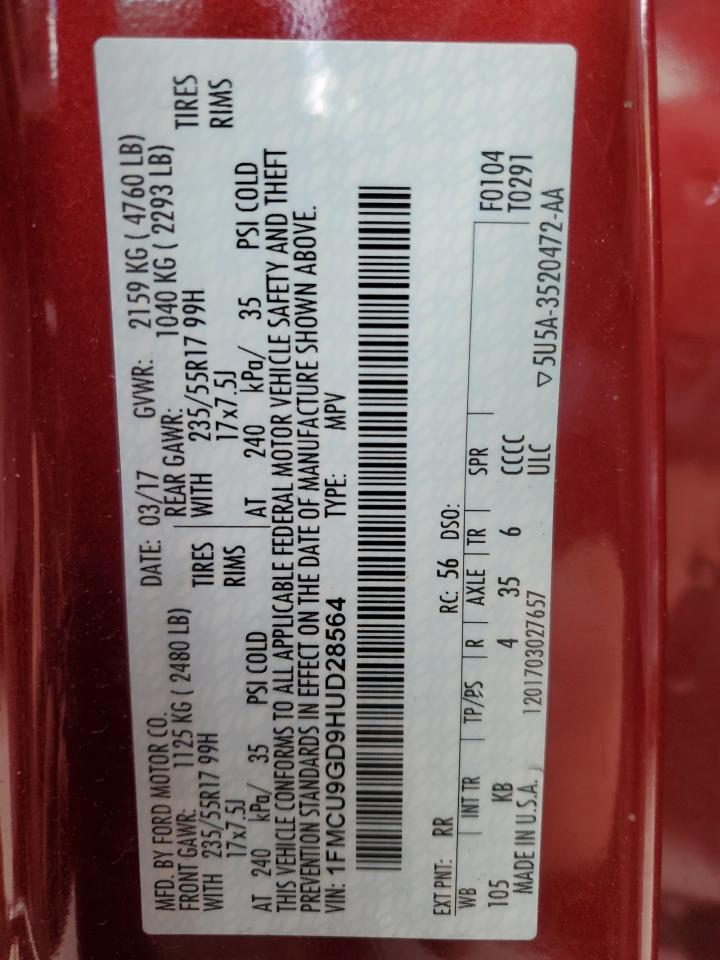 MFD. BY FORD MOTOR CO.
DATE: 03/17 GVWR: 2159 KG ( 4760 LB)
FRONT GAWR: 1125 KG ( 2480 LB)
REAR GAWR: 1040 KG ( 2293 LB)
WITH 235/55R17 99H TIRES
WITH 235/55R17 99H TIRES
17x7.5J RIMS
17x7.5J RIMS
AT 240 kPa/ 35 PSI COLD
AT 240 kPa/ 35 PSI COLD
THIS VEHICLE CONFORMS TO ALL APPLICABLE FEDERAL MOTOR VEHICLE SAFETY AND THEFT
PREVENTION STANDARDS IN EFFECT ON THE DATE OF MANUFACTURE SHOWN ABOVE.
VIN: 1FMCU9GD9HUD28564 TYPE: MPV
EXT PNT: RR RC: 56 DSO:
WB INT TR TP/PS R AXLE TR SPR
105 KB 4 35 6 CCCC F0104
MADE IN U.S.A. 1201703027657 ULC T0291
▽ 5U5A-3520472-AA